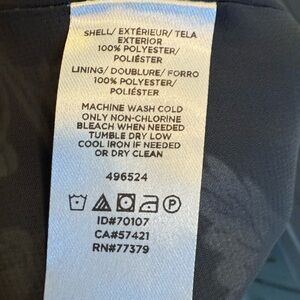 SHELL/ EXTÉRIEUR/ TELA
EXTERIOR
100% POLYESTER/
POLIÉSTER
LINING/ DOUBLURE/ FORRO
100% POLYESTER/
POLIÉSTER
MACHINE WASH COLD
ONLY NON-CHLORINE
BLEACH WHEN NEEDED
TUMBLE DRY LOW
COOL IRON IF NEEDED
OR DRY CLEAN
496524
P
ID#70107
CA#57421
RN#77379